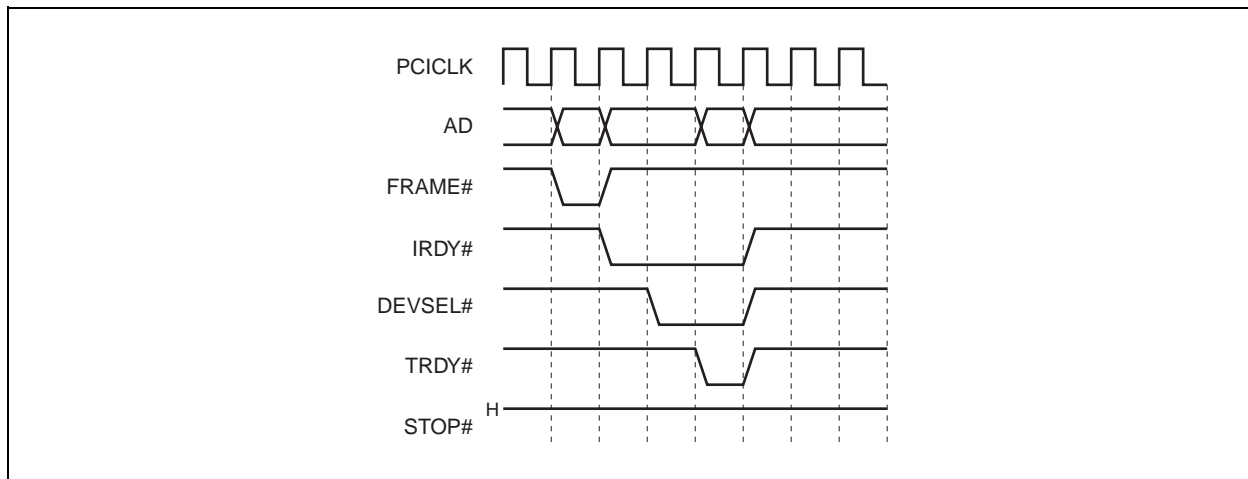 PCICLK
AD
FRAME#
IRDY#
DEVSEL#
TRDY#
H
STOP#